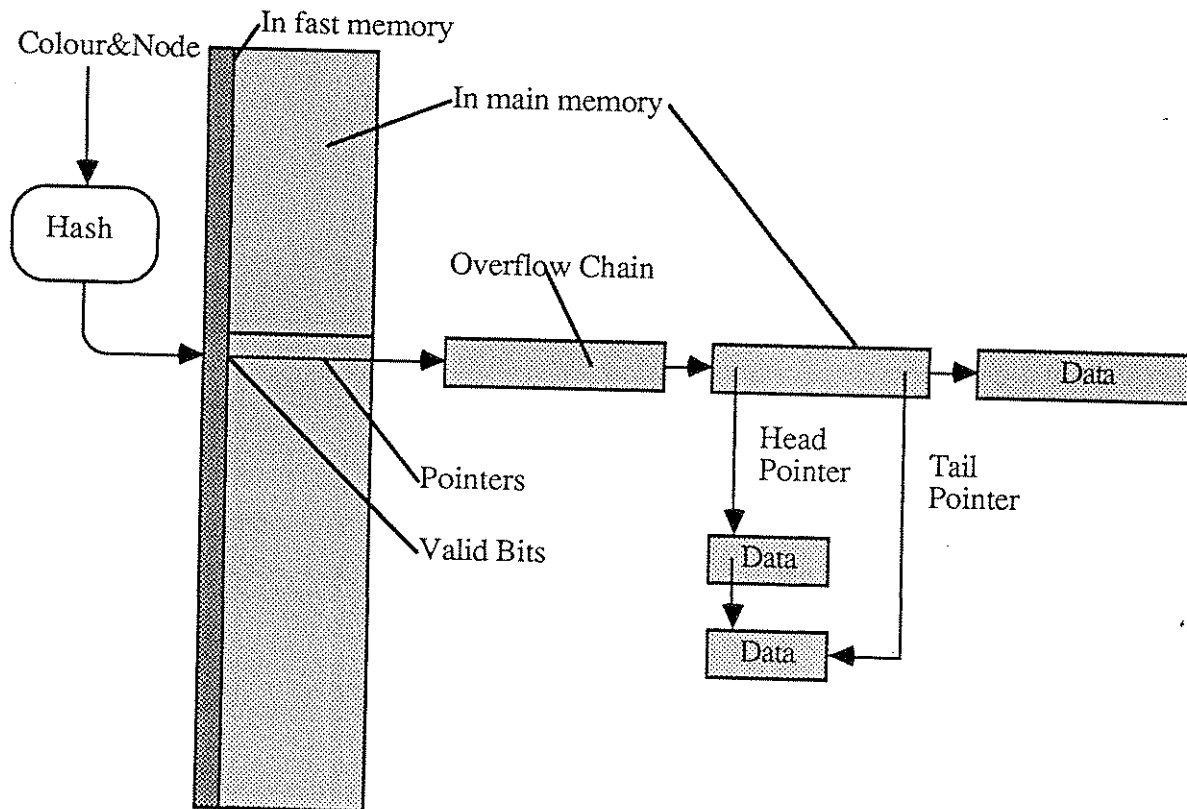 In fast memory
Colour&Node
In main memory
Hash
Overflow Chain
Data
Head
Pointer
Tail
Pointer
Pointers
Valid Bits
Data
Data